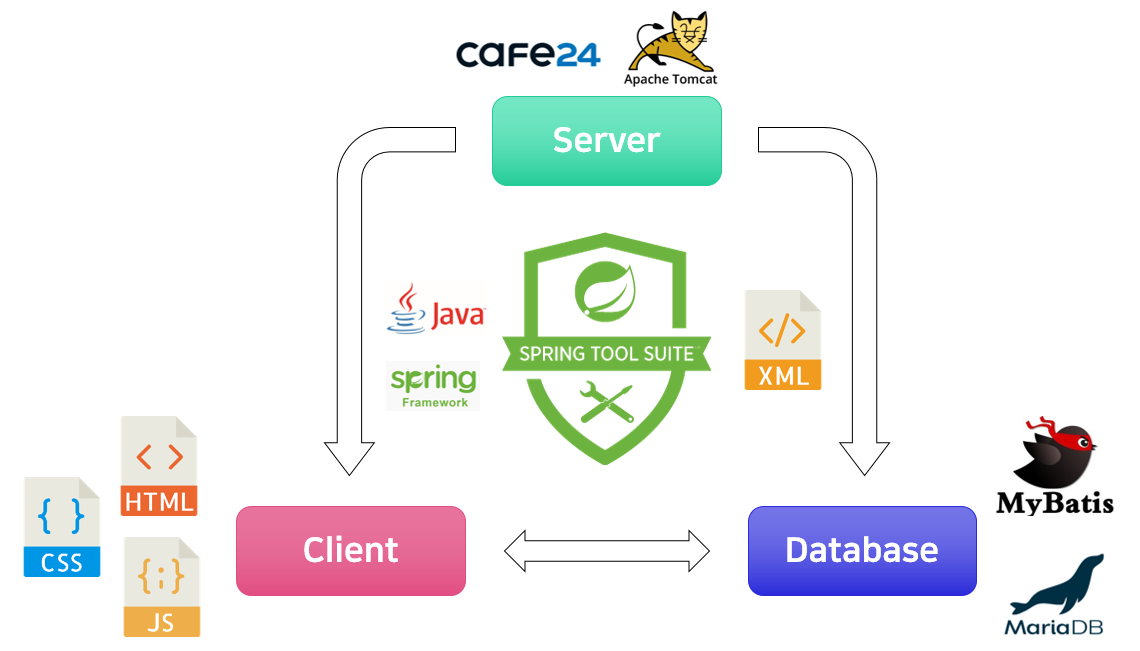 cafe24
Apache Tomcat
Server
Java
spring
Framework
SPRING TOOL SUITE
</>
XML
< >
HTML
{ }
CSS
{;}
JS
Client
Database
MyBatis
MariaDB